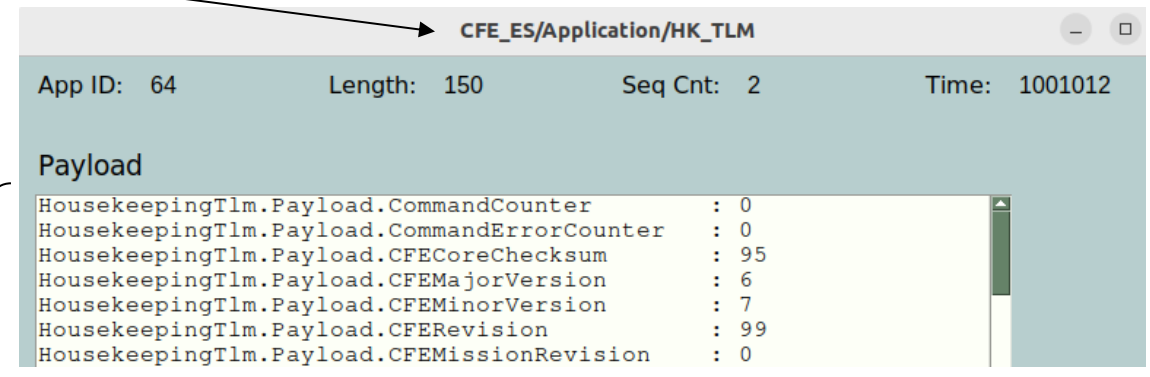 CFE_ES/Application/HK_TLM
App ID: 64 Length: 150 Seq Cnt: 2 Time: 1001012
Payload
HousekeepingTlm.Payload.CommandCounter : 0
HousekeepingTlm.Payload.CommandErrorCounter : 0
HousekeepingTlm.Payload.CFECoreChecksum : 95
HousekeepingTlm.Payload.CFEMajorVersion : 6
HousekeepingTlm.Payload.CFEMinorVersion : 7
HousekeepingTlm.Payload.CFERevision : 99
HousekeepingTlm.Payload.CFEMissionRevision : 0